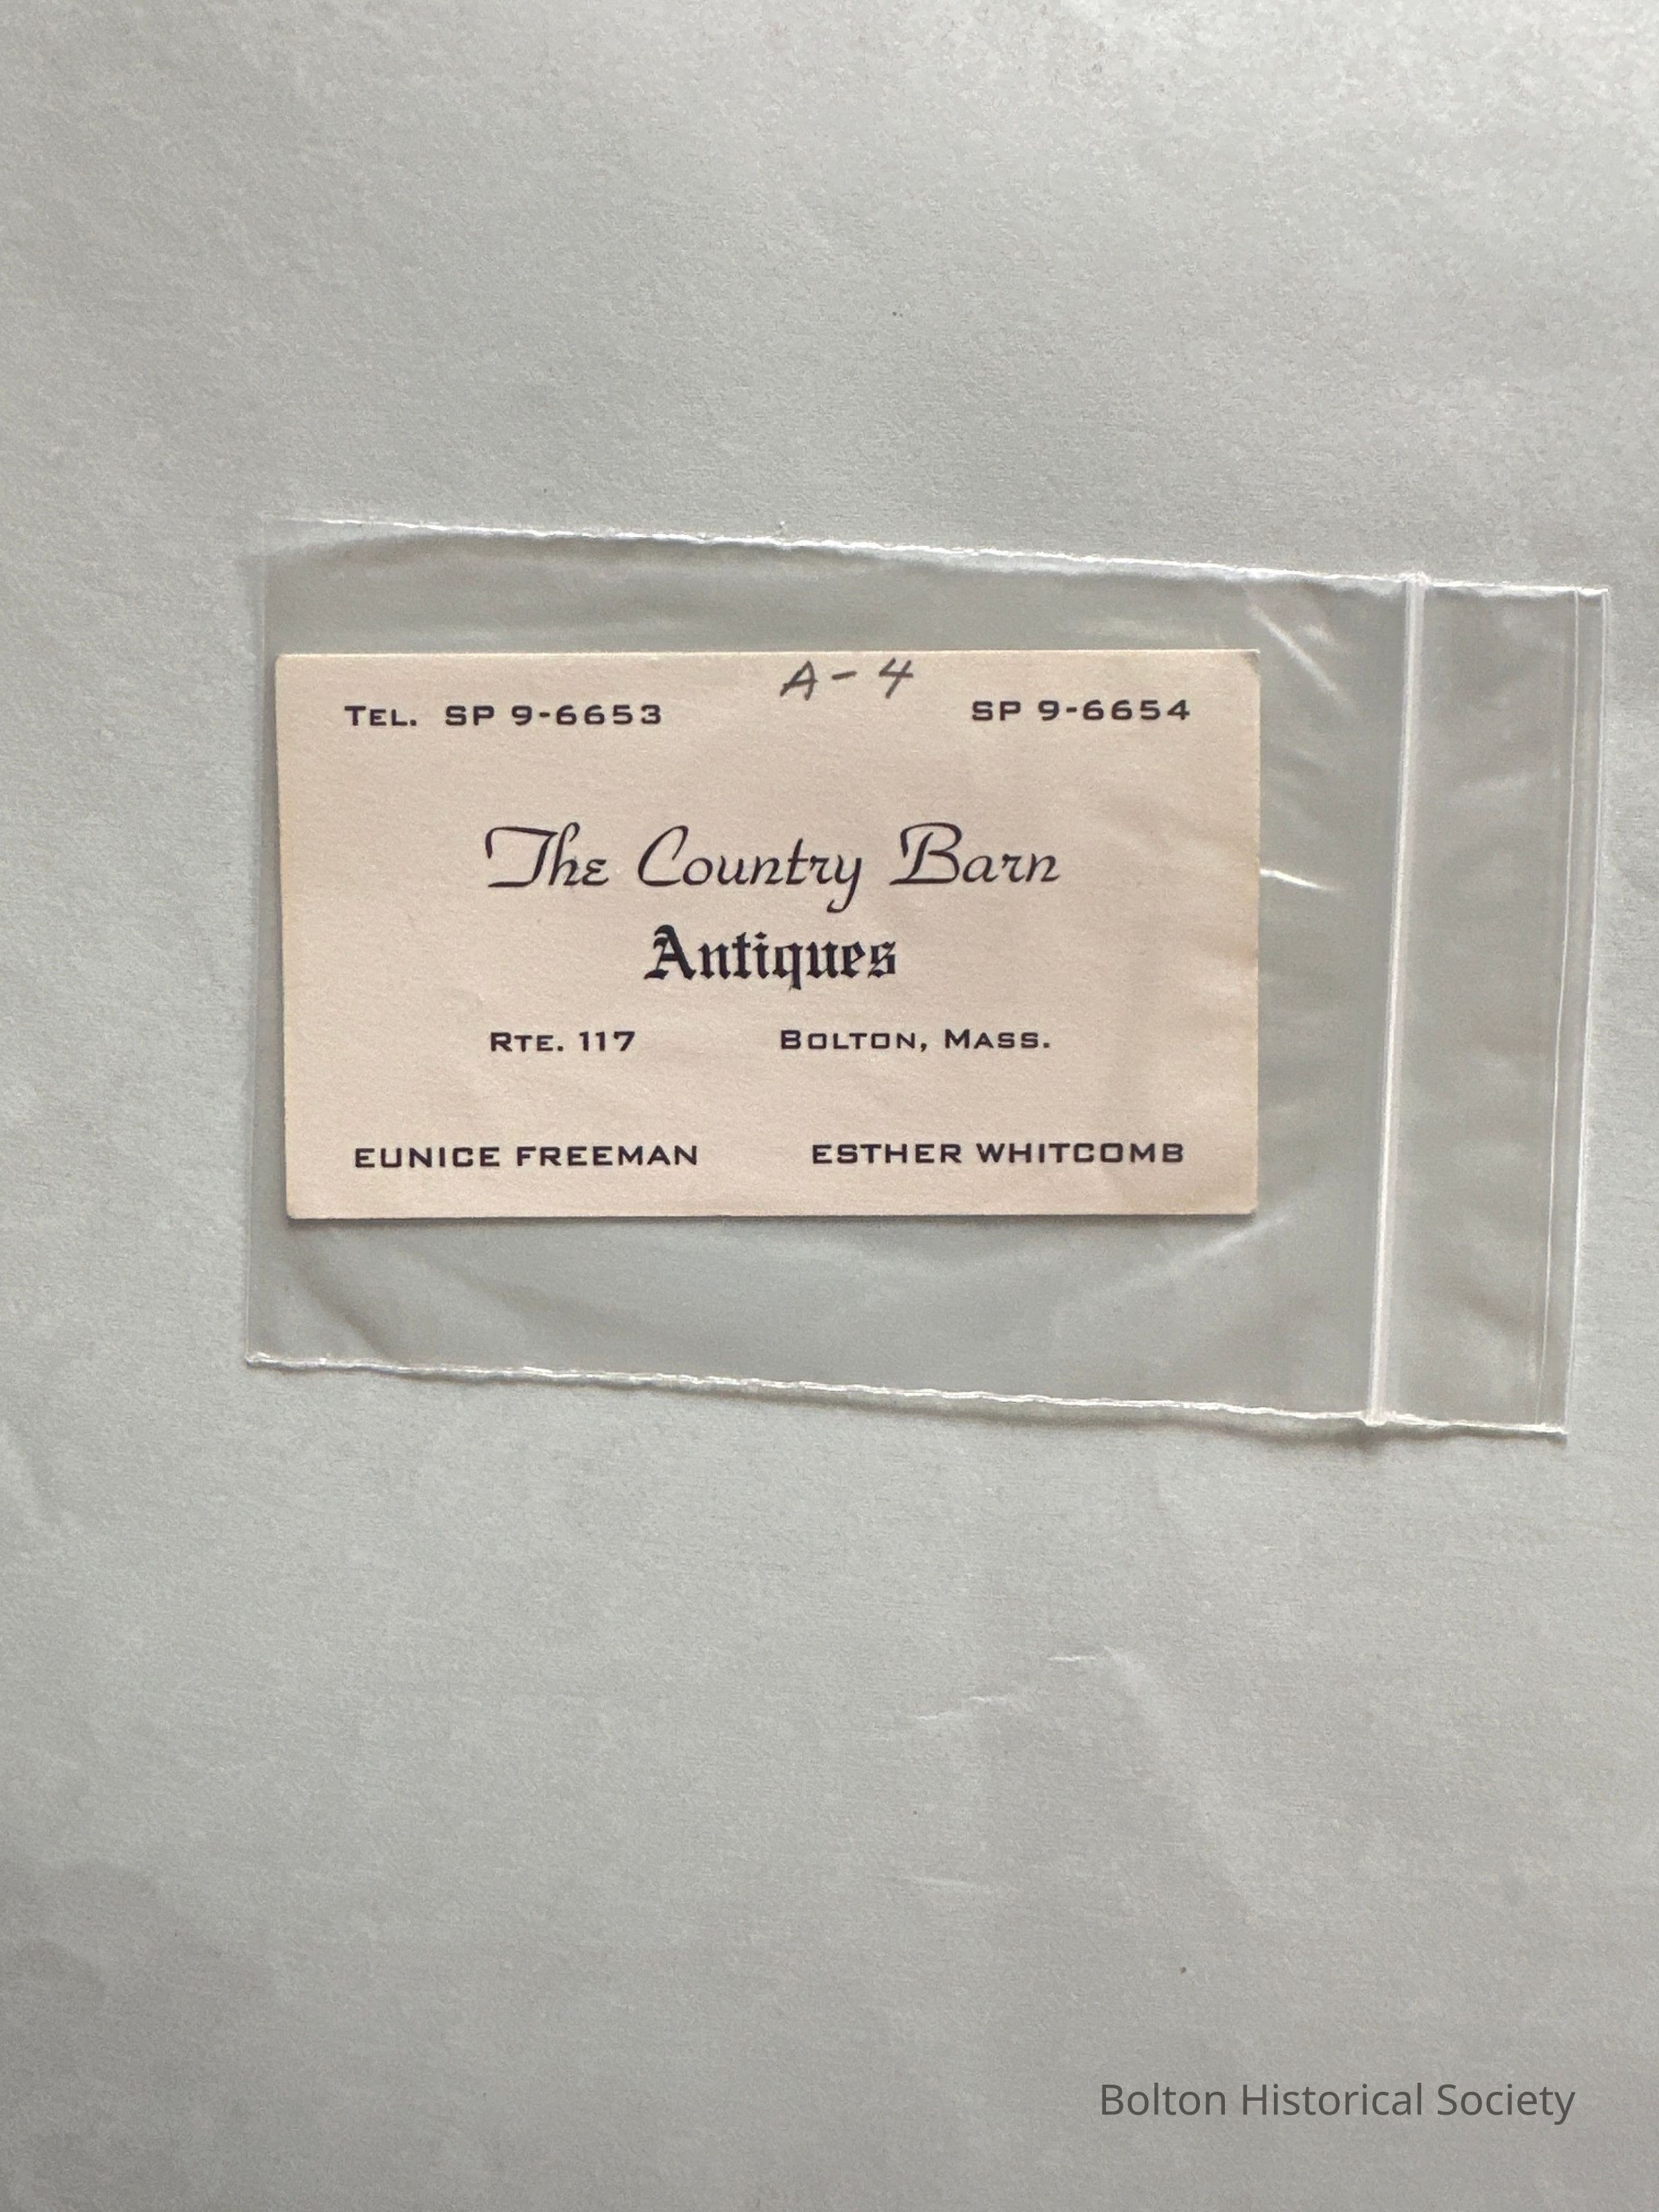 A-4
TEL. SP 9-6653 SP 9-6654
The Country Barn
Antiques
RTE. 117 BOLTON, MASS.
EUNICE FREEMAN ESTHER WHITCOMB
Bolton Historical Society